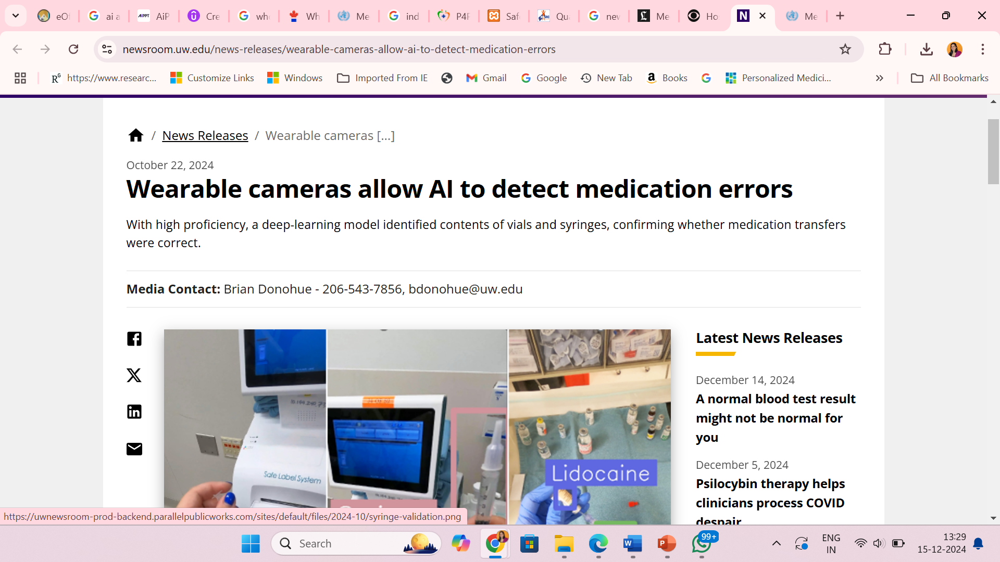 eO
ai a
AiPPT
AiP
Cre
wh
Wh
Me
ind
P4P
Saf
Qu
nev
Me
Ho
N
Me
newsroom.uw.edu/news-releases/wearable-cameras-allow-ai-to-detect-medication-errors
https://www.researc...
Customize Links
Windows
Imported From IE
Gmail
Google
New Tab
Books
Personalized Medici...
All Bookmarks
/ News Releases / Wearable cameras [...]
October 22, 2024
Wearable cameras allow AI to detect medication errors
With high proficiency, a deep-learning model identified contents of vials and syringes, confirming whether medication transfers
were correct.
Media Contact: Brian Donohue - 206-543-7856, bdonohue@uw.edu
Safe Label System
Lidocaine
Latest News Releases
December 14, 2024
A normal blood test result
might not be normal for
you
December 5, 2024
Psilocybin therapy helps
clinicians process COVID
despair
https://uwnewsroom-prod-backend.parallelpublicworks.com/sites/default/files/2024-10/syringe-validation.png
Search
99+
ENG
IN
13:29
15-12-2024